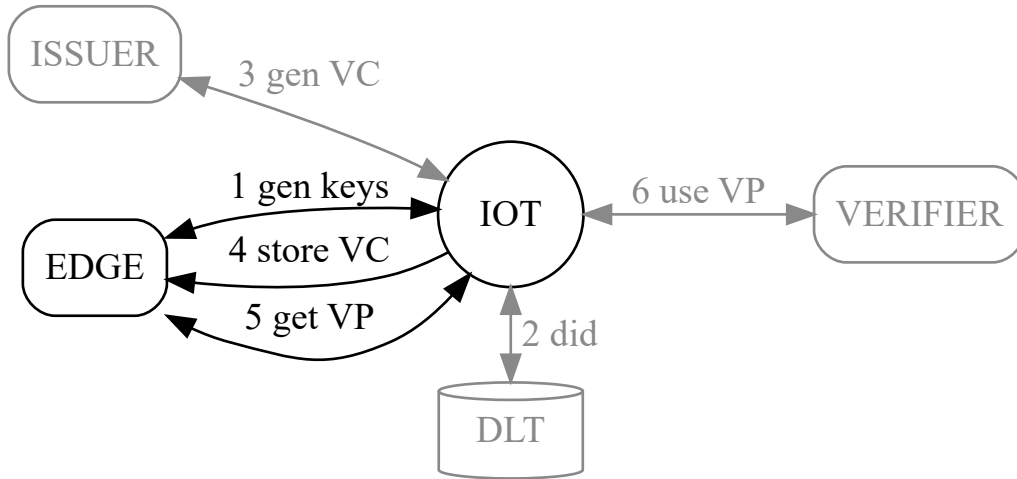 ISSUER
3 gen VC
1 gen keys
IOT
6 use VP
VERIFIER
4 store VC
EDGE
5 get VP
2 did
DLT